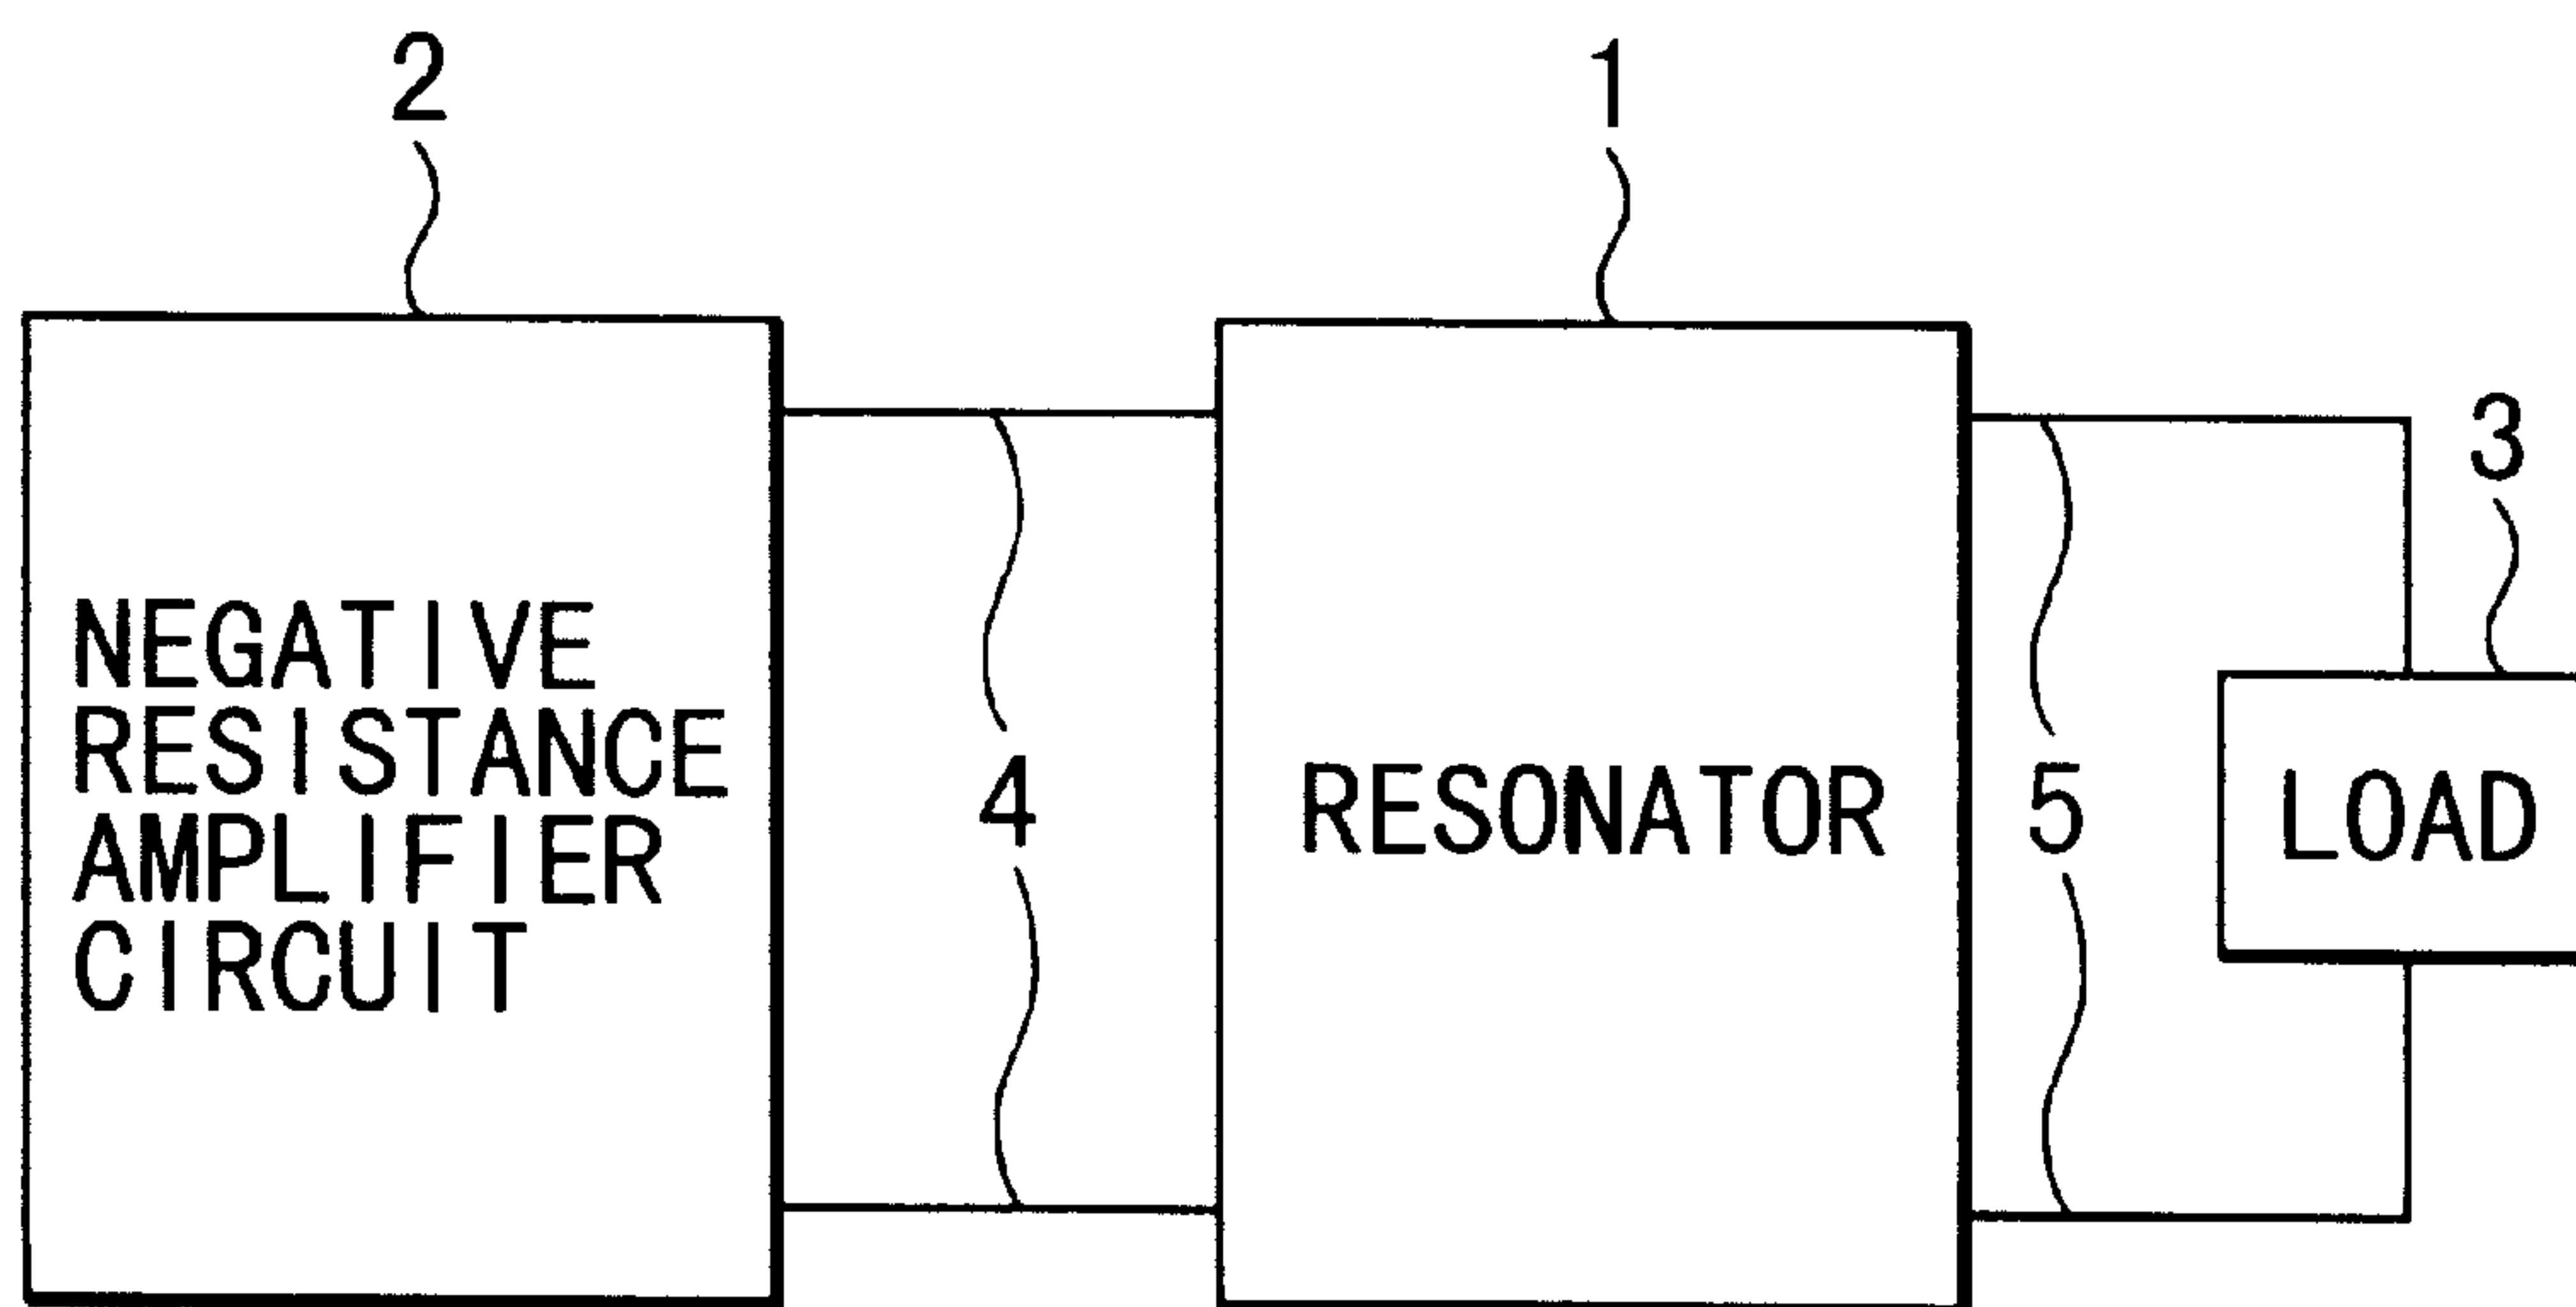 2
1
3
NEGATIVE
RESISTANCE
AMPLIFIER
CIRCUIT
4
RESONATOR
5
LOAD